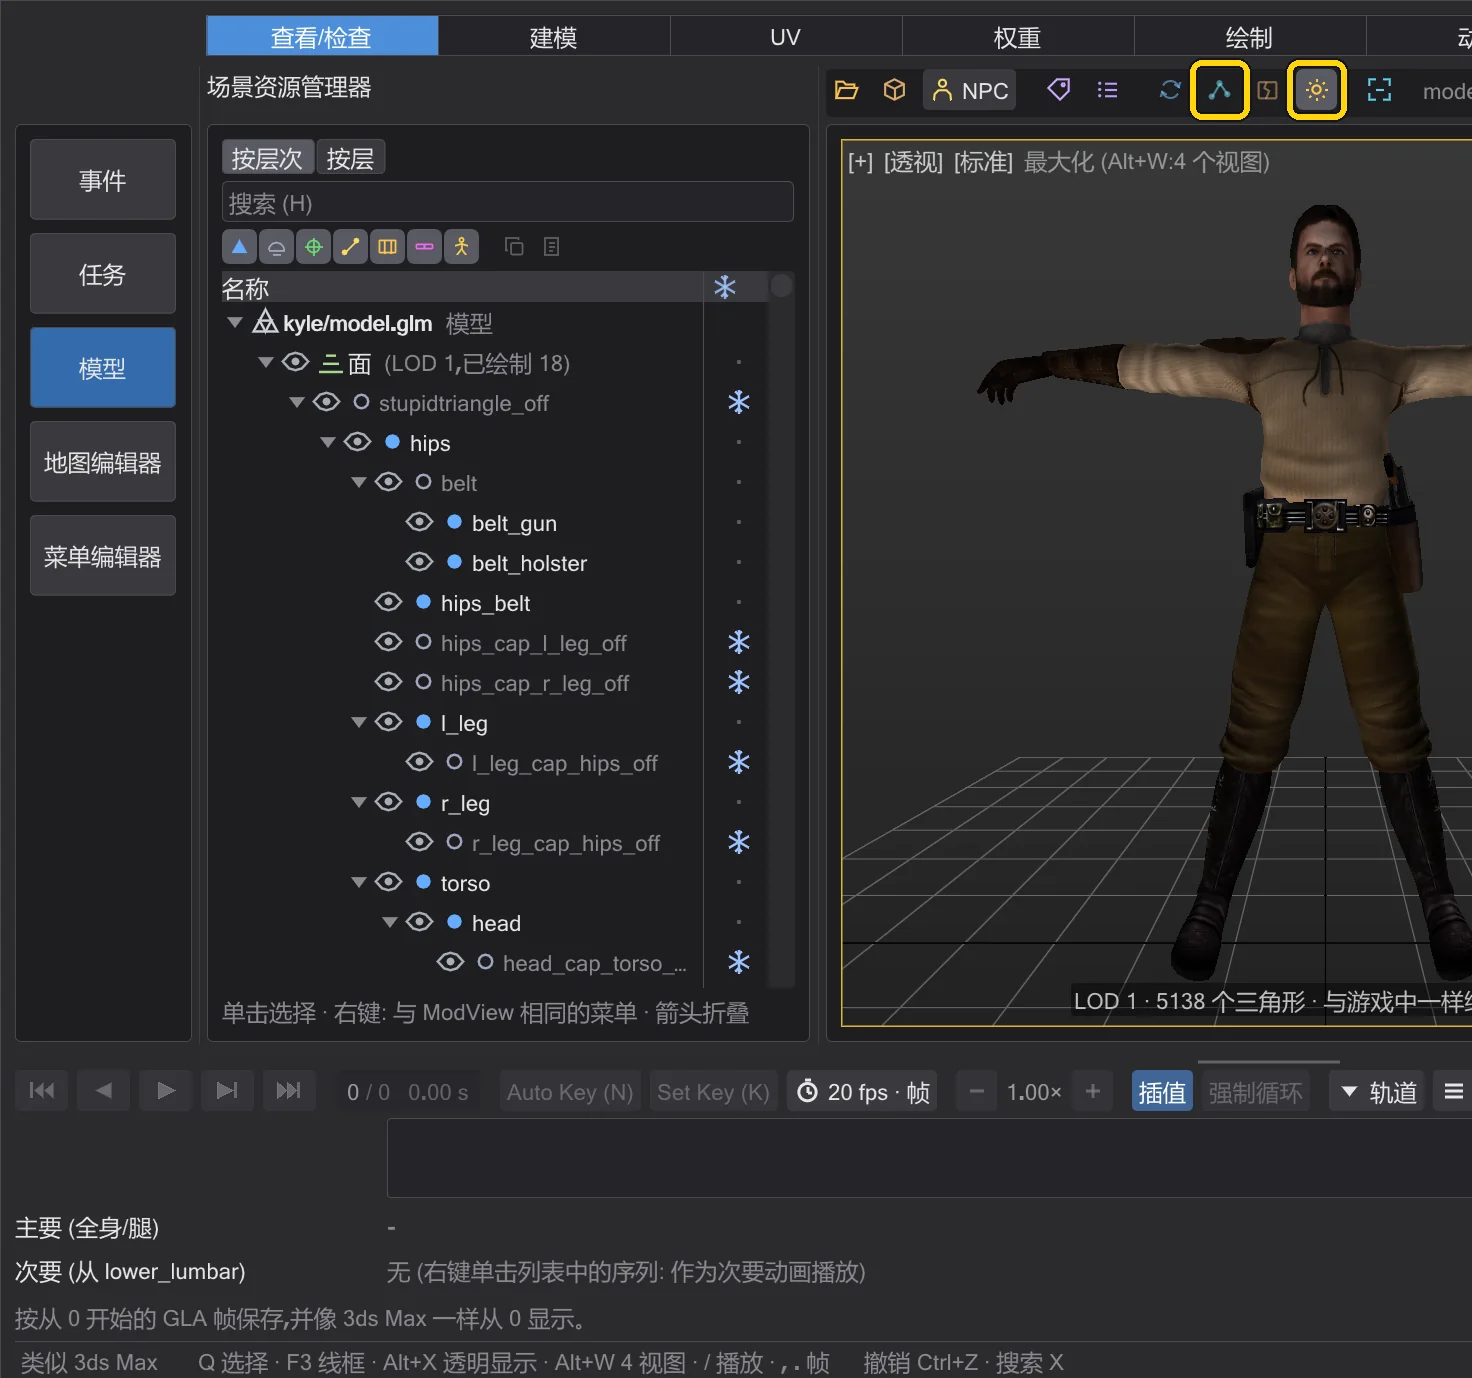 查看/检查
建模
UV
权重
绘制
场景资源管理器
NPC
事件
任务
模型
地图编辑器
菜单编辑器
按层次
按层
搜索 (H)
名称
kyle/model.glm 模型
面 (LOD 1,已绘制 18)
stupidtriangle_off
hips
belt
belt_gun
belt_holster
hips_belt
hips_cap_l_leg_off
hips_cap_r_leg_off
l_leg
l_leg_cap_hips_off
r_leg
r_leg_cap_hips_off
torso
head
head_cap_torso_...
单击选择 · 右键: 与 ModView 相同的菜单 · 箭头折叠
[+] [透视] [标准] 最大化 (Alt+W:4 个视图)
LOD 1 · 5138 个三角形 · 与游戏中一样
0 / 0 0.00 s
Auto Key (N)
Set Key (K)
20 fps · 帧
− 1.00× +
插值
强制循环
轨道
主要 (全身/腿)
-
次要 (从 lower_lumbar)
无 (右键单击列表中的序列: 作为次要动画播放)
按从 0 开始的 GLA 帧保存,并像 3ds Max 一样从 0 显示。
类似 3ds Max Q 选择 · F3 线框 · Alt+X 透明显示 · Alt+W 4 视图 · / 播放 · , . 帧 撤销 Ctrl+Z · 搜索 X